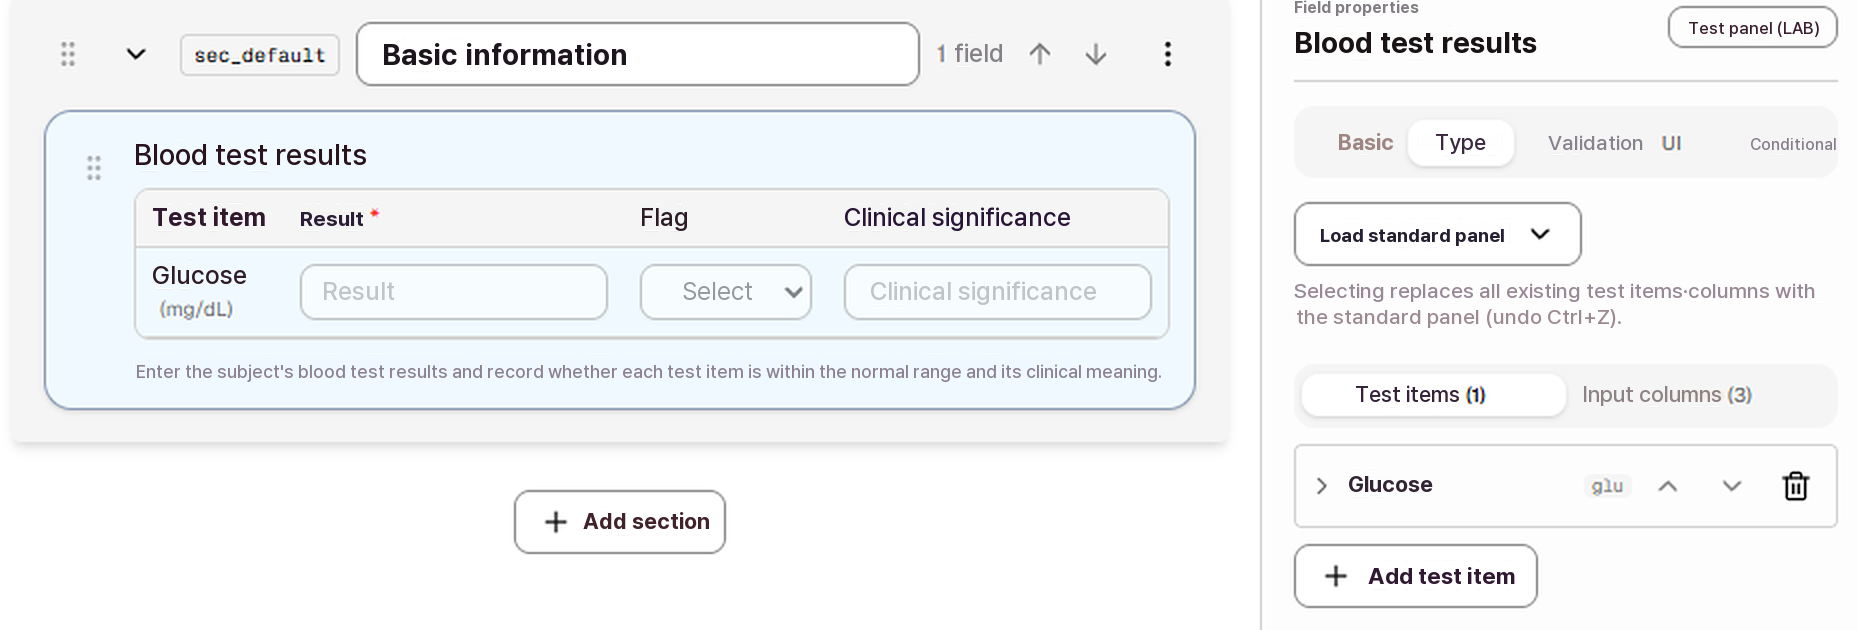 sec_default
Basic information
1 field
Blood test results
Test item
Result *
Flag
Clinical significance
Glucose
(mg/dL)
Result
Select
Clinical significance
Enter the subject's blood test results and record whether each test item is within the normal range and its clinical meaning.
Add section
Field properties
Blood test results
Test panel (LAB)
Basic
Type
Validation
UI
Conditional
Load standard panel
Selecting replaces all existing test items·columns with
the standard panel (undo Ctrl+Z).
Test items (1)
Input columns (3)
Glucose
glu
Add test item